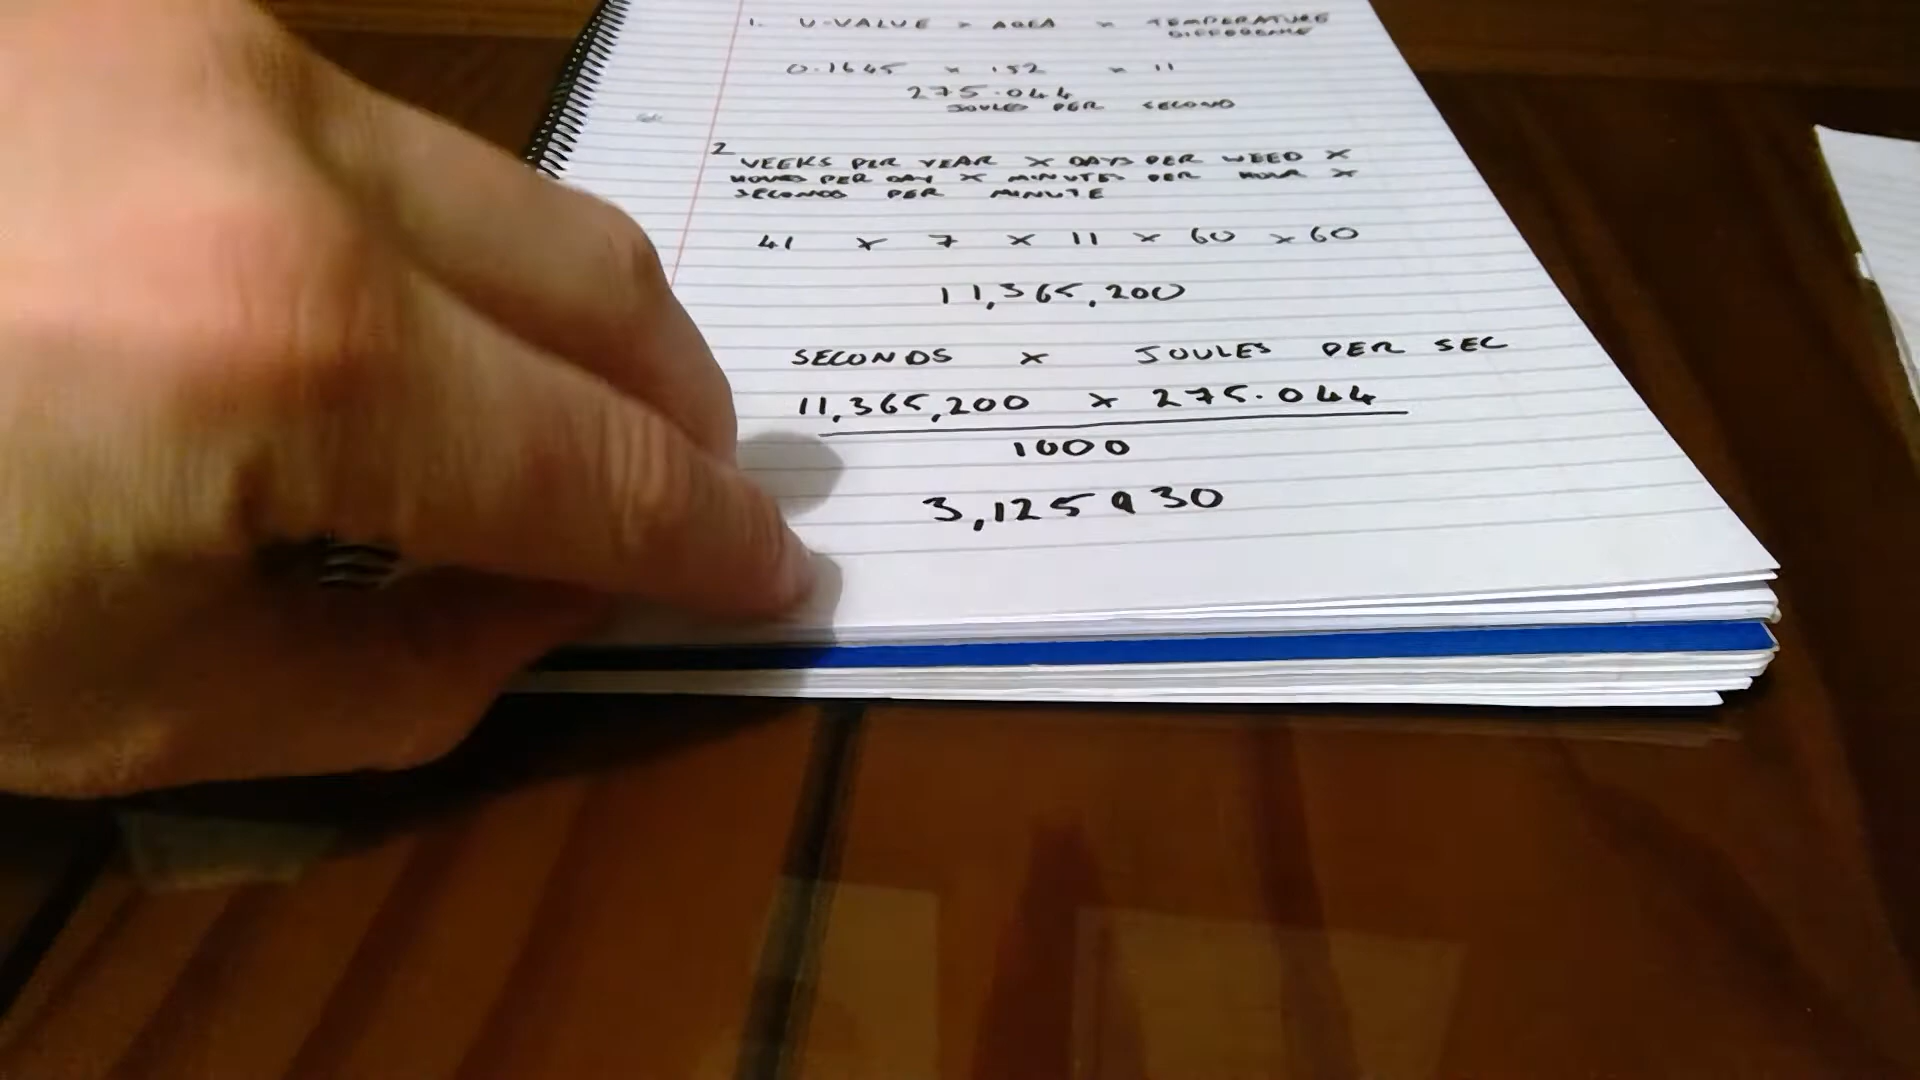 1. U-VALUE × AREA × TEMPERATURE
DIFFERENCE
0.1645 × 152 × 11
275.044
JOULES PER SECOND
2
WEEKS PER YEAR × DAYS PER WEED ×
HOURS PER DAY × MINUTES PER HOUR ×
SECONDS PER MINUTE
41 × 7 × 11 × 60 × 60
11,365,200
SECONDS × JOULES PER SEC
11,365,200 × 275.044
1000
3,125930